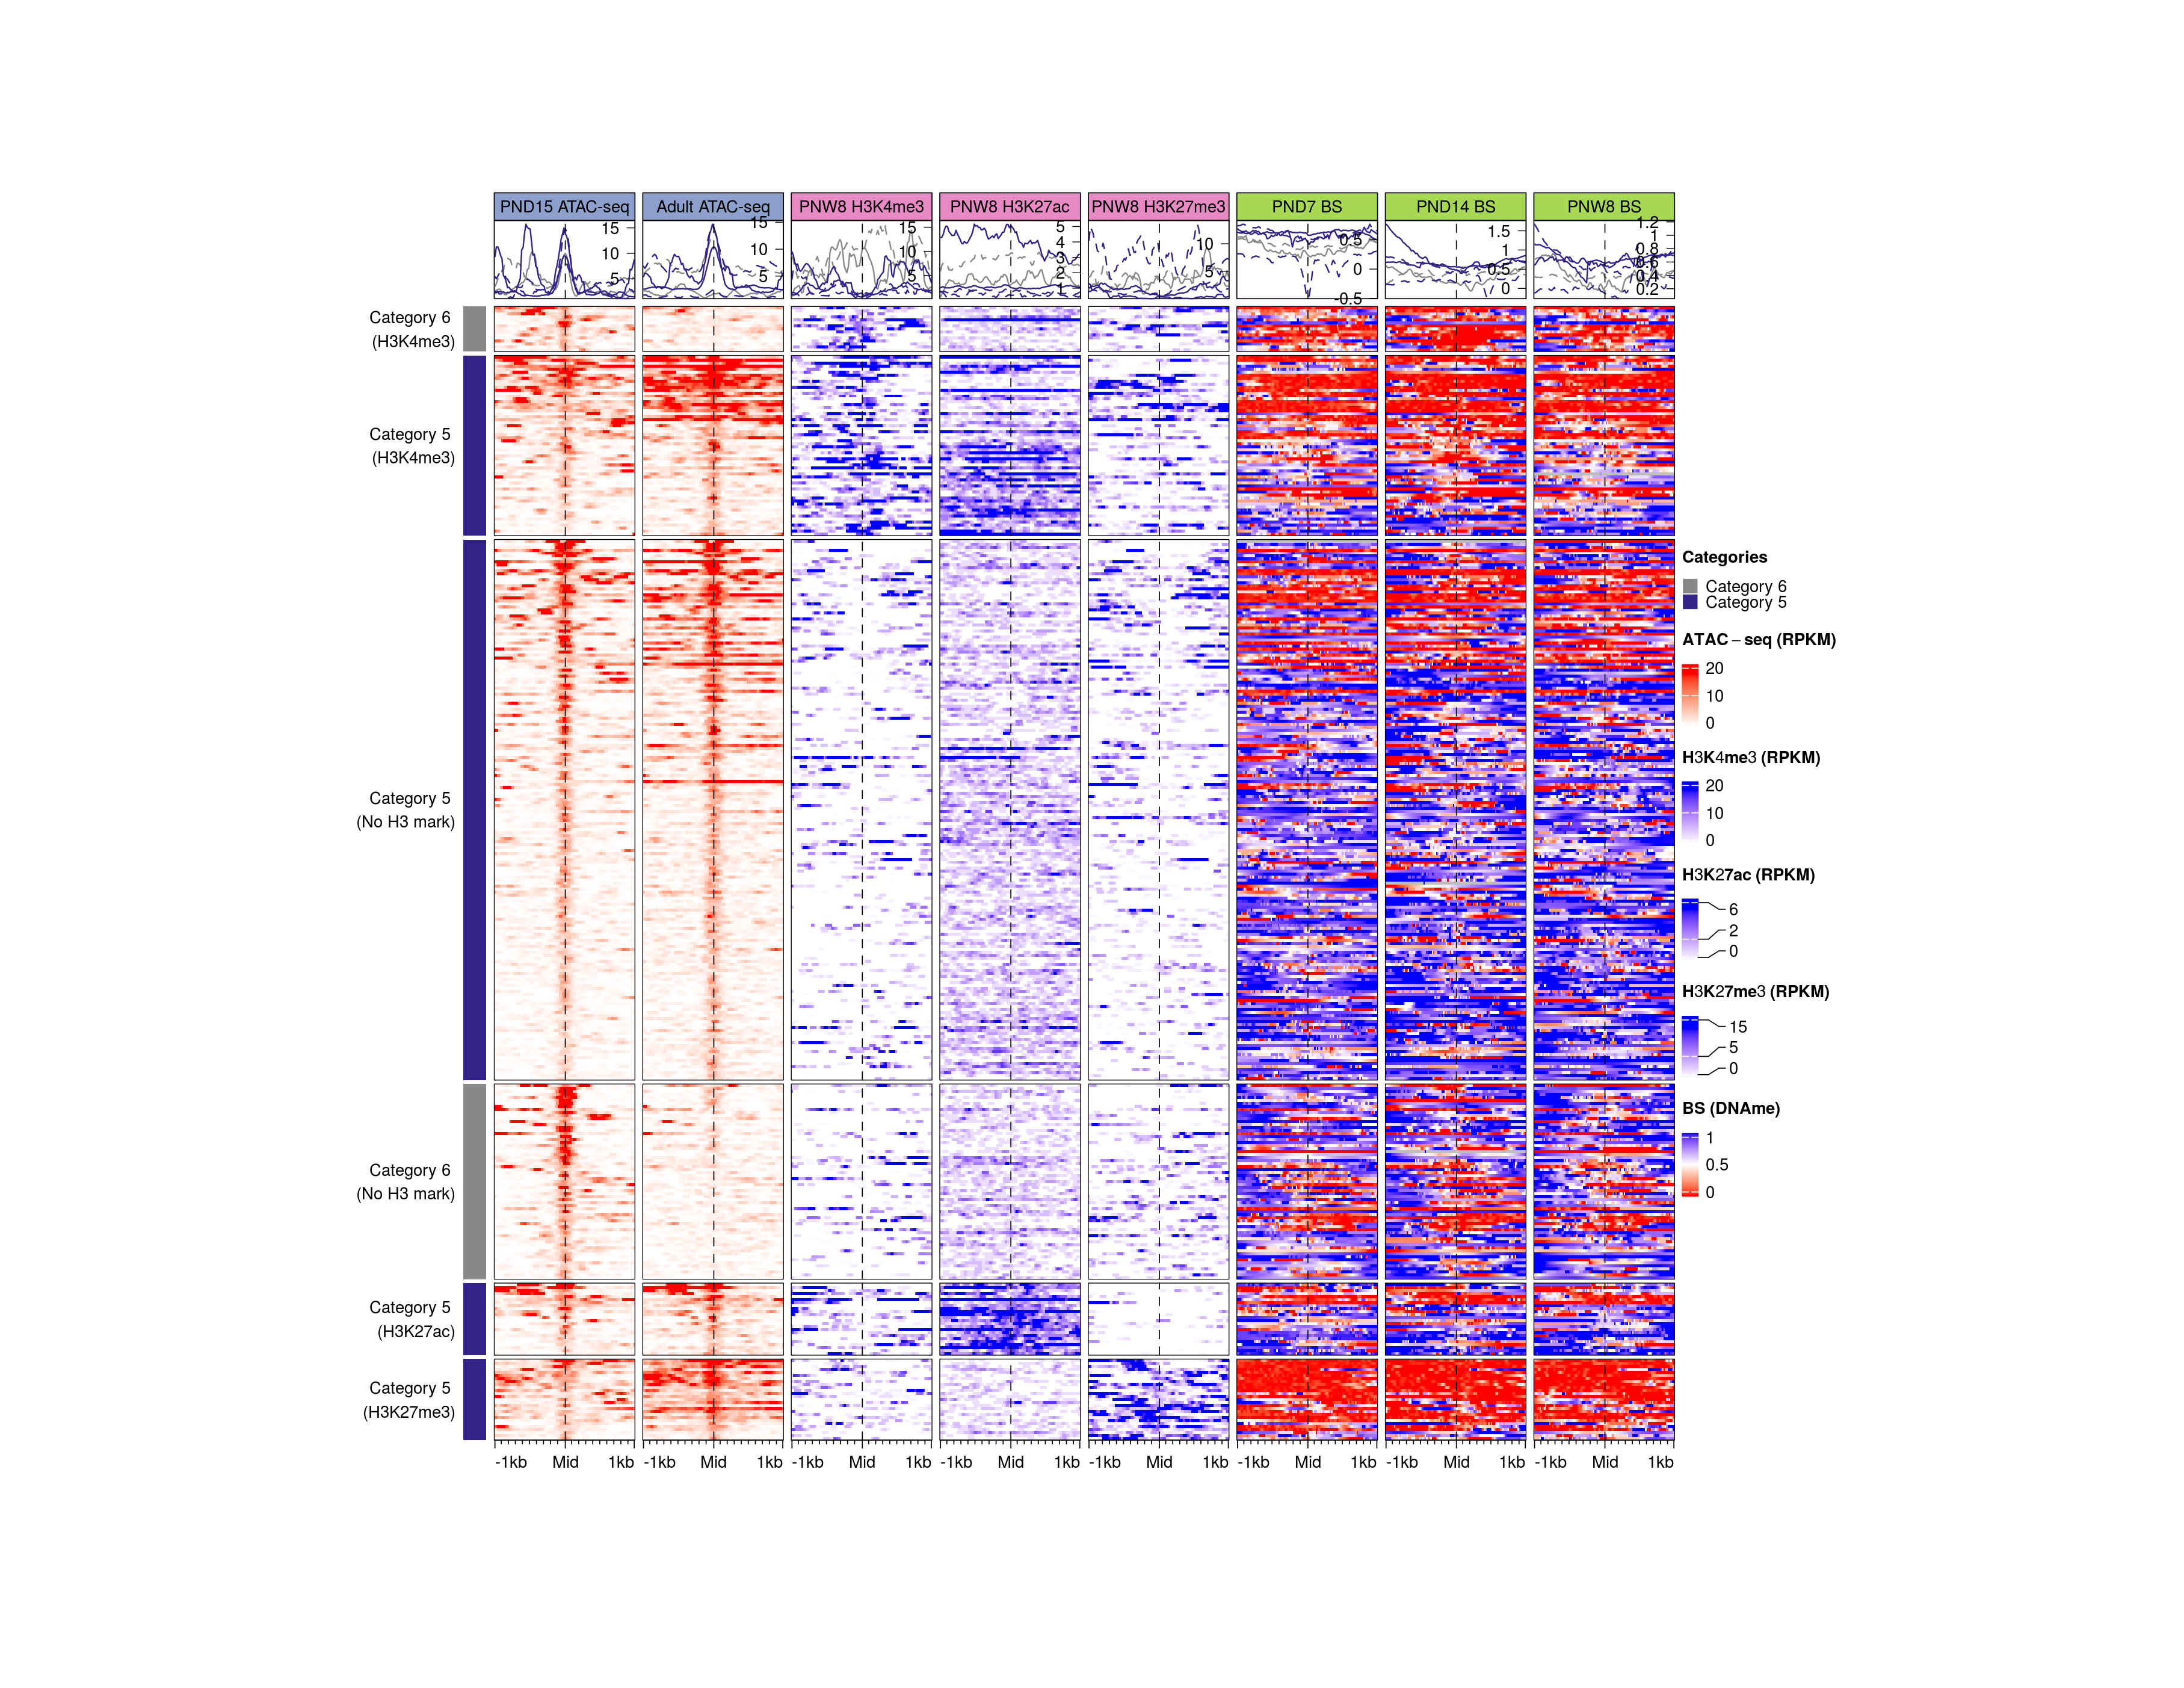 PND15 ATAC-seq Adult ATAC-seq PNW8 H3K4me3 PNW8 H3K27ac PNW8 H3K27me3 PND7 BS PND14 BS PNW8 BS
15
10
5
15
10
5
15
10
5
5
4
3
2
1
10
5
0.5
0
-0.5
1.5
1
0.5
0
1.2
1
0.8
0.6
0.4
0.2
Category 6
(H3K4me3)
Category 5
(H3K4me3)
Category 5
(No H3 mark)
Category 6
(No H3 mark)
Category 5
(H3K27ac)
Category 5
(H3K27me3)
-1kb Mid 1kb -1kb Mid 1kb -1kb Mid 1kb -1kb Mid 1kb -1kb Mid 1kb -1kb Mid 1kb -1kb Mid 1kb -1kb Mid 1kb
Categories
Category 6
Category 5
ATAC – seq (RPKM)
20
10
0
H3K4me3 (RPKM)
20
10
0
H3K27ac (RPKM)
6
2
0
H3K27me3 (RPKM)
15
5
0
BS (DNAme)
1
0.5
0